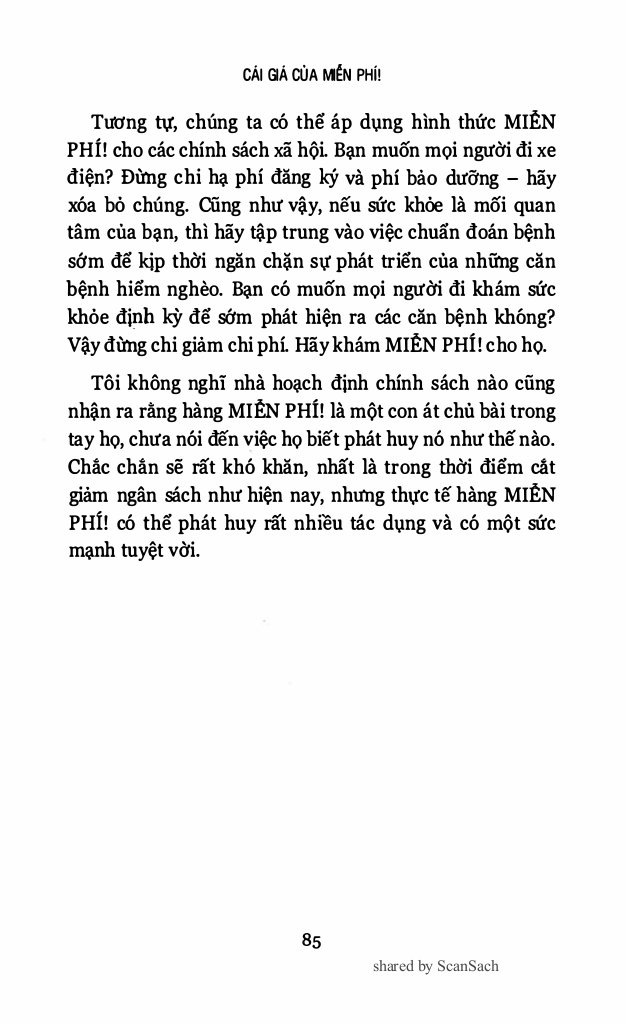 CÁI GIÁ CỦA MIỄN PHÍ!
Tương tự, chúng ta có thể áp dụng hình thức MIỄN
PHÍ! cho các chính sách xã hội. Bạn muốn mọi người đi xe
điện? Đừng chi hạ phí đăng ký và phí bảo dưỡng – hãy
xóa bỏ chúng. Cũng như vậy, nếu sức khỏe là mối quan
tâm của bạn, thì hãy tập trung vào việc chuẩn đoán bệnh
sớm để kịp thời ngăn chặn sự phát triển của những căn
bệnh hiểm nghèo. Bạn có muốn mọi người đi khám sức
khỏe định kỳ để sớm phát hiện ra các căn bệnh không?
Vậy đừng chi giảm chi phí. Hãy khám MIỄN PHÍ! cho họ.
Tôi không nghĩ nhà hoạch định chính sách nào cũng
nhận ra rằng hàng MIỄN PHÍ! là một con át chủ bài trong
tay họ, chưa nói đến việc họ biết phát huy nó như thế nào.
Chắc chắn sẽ rất khó khăn, nhất là trong thời điểm cắt
giảm ngân sách như hiện nay, nhưng thực tế hàng MIỄN
PHÍ! có thể phát huy rất nhiều tác dụng và có một sức
mạnh tuyệt vời.
85
shared by ScanSach